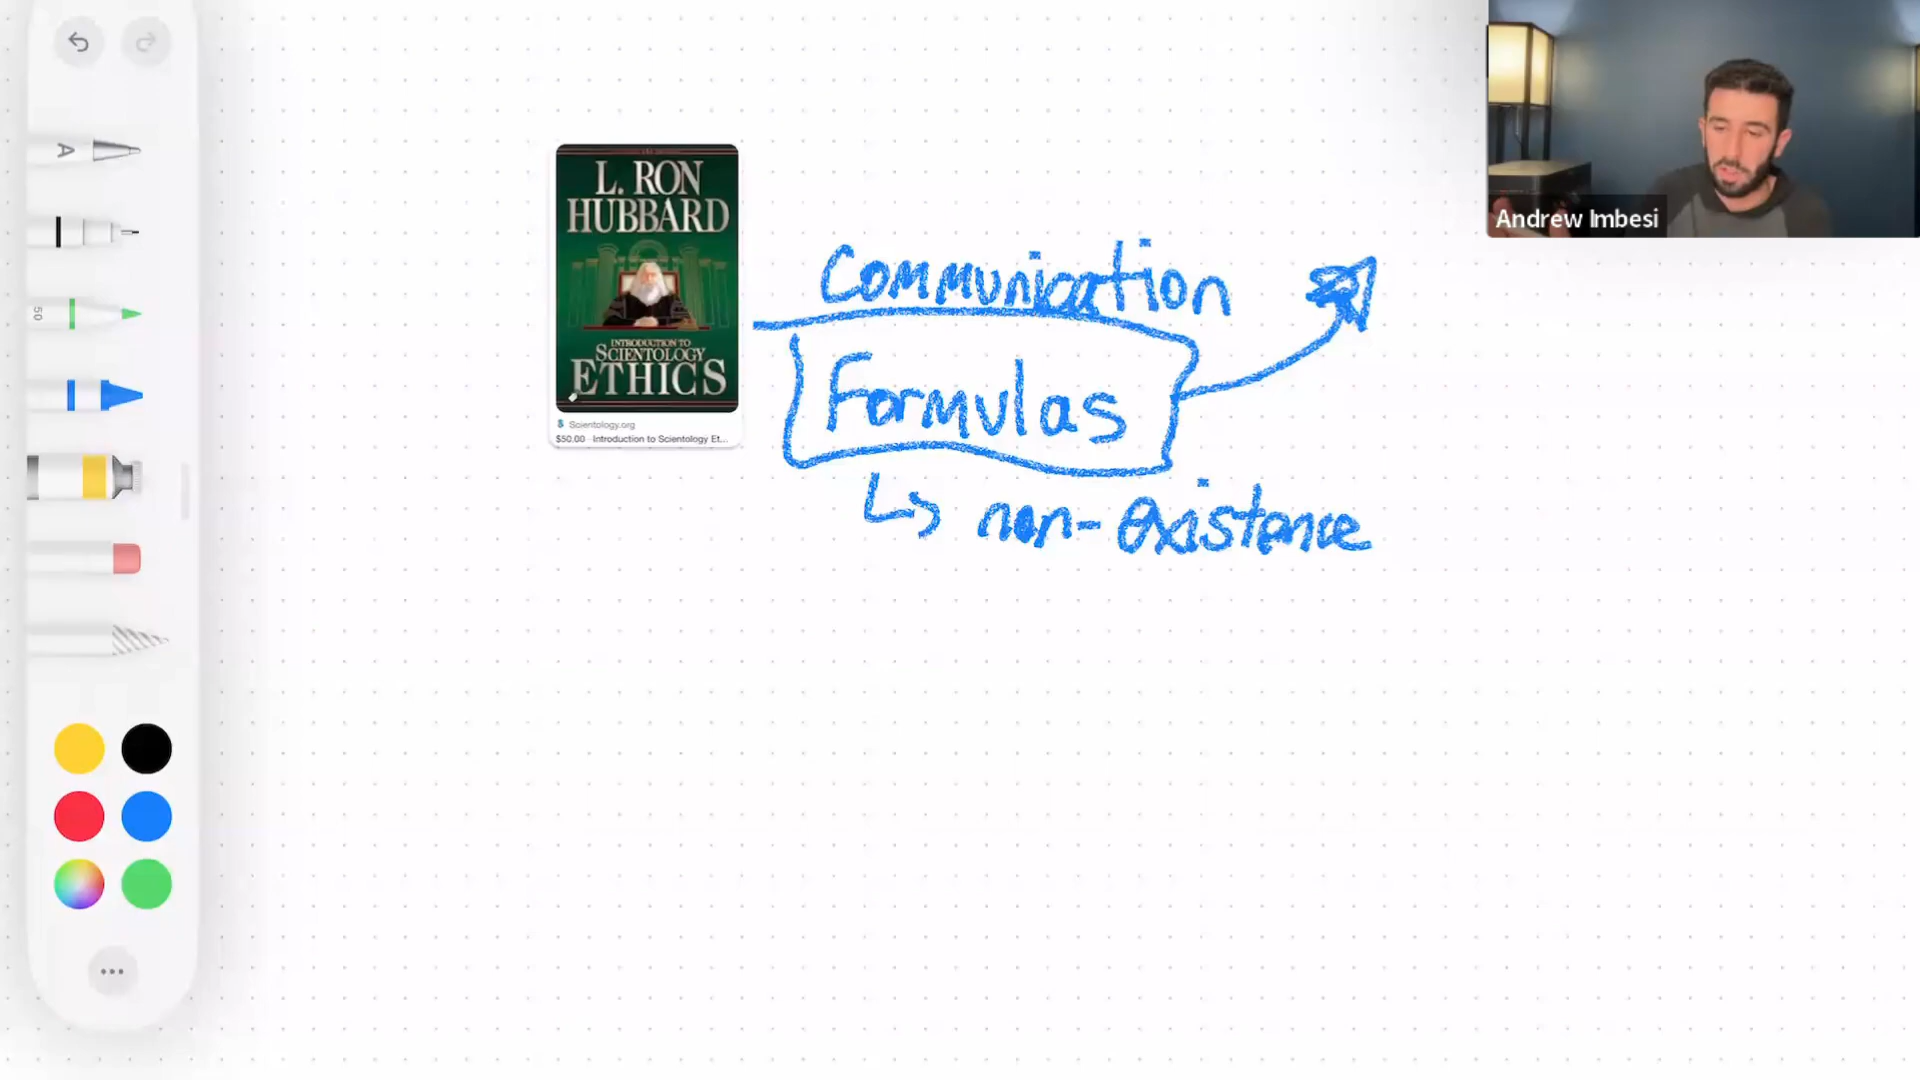 A
50
L. RON
HUBBARD
INTRODUCTION TO
SCIENTOLOGY
ETHICS
Scientology.org
$50.00 · Introduction to Scientology Et...
Communication
Formulas
non-existence
Andrew Imbesi